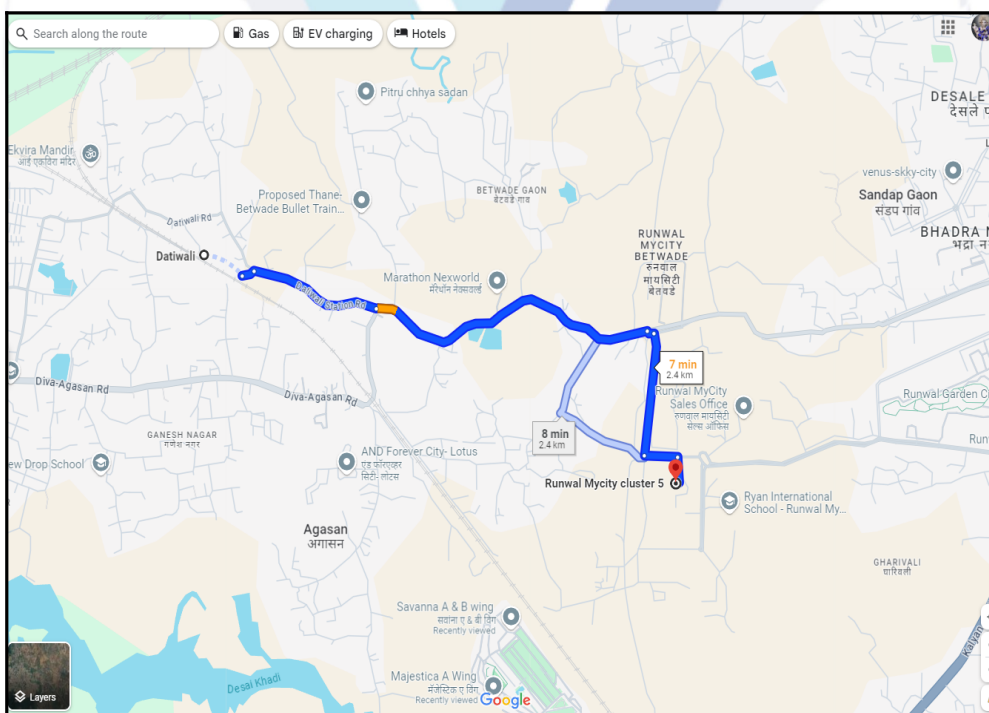 Search along the route
Gas
EV charging
Hotels
Pitru chhya sadan
DESALE
Ekvira Mandir
आई एकविरा मंदिर
venus-skky-city
Proposed Thane-
Betwade Bullet Train...
BETWADE GAON
बेटवडे गाव
Sandap Gaon
संडप गांव
Datiwali Rd
RUNWAL
MYCITY
BETWADE
रुनवाल
मायसिटी
बेतवडे
BHADRA
भद्रा
Datiwali
Marathon Nexworld
मॅरेथॉन नेक्सवर्ल्ड
Datiwali Station Rd
7 min
2.4 km
Diva-Agasan Rd
Diva-Agasan Rd
Runwal MyCity
Sales Office
रुणवाल मायसिटी
सेल्स ऑफिस
Runwal Garden
GANESH NAGAR
गणेश नगर
8 min
2.4 km
AND Forever City- Lotus
एंड फॉरएव्हर
सिटी- लोटस
ew Drop School
Runwal Mycity cluster 5
Ryan International
School - Runwal My...
Agasan
अगासन
GHARIVALI
घारिवली
Savanna A & B wing
सवाना ए & बी विंग
Recently viewed
Majestica A Wing
मॅजेस्टिक ए विंग
Recently viewed
Desai Khadi
Kalyan
Layers
Google